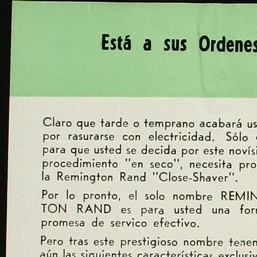 Está a sus Ordenes
Claro que tarde o temprano acabará us
por rasurarse con electricidad. Sólo
para que usted se decida por este novísi
procedimiento "en seco", necesita pro
la Remington Rand "Close-Shaver".
Por lo pronto, el solo nombre REMIN
TON RAND es para usted una for
promesa de servico efectivo.
Pero tras este prestigioso nombre tenem
aún las siguientes características exclusiv